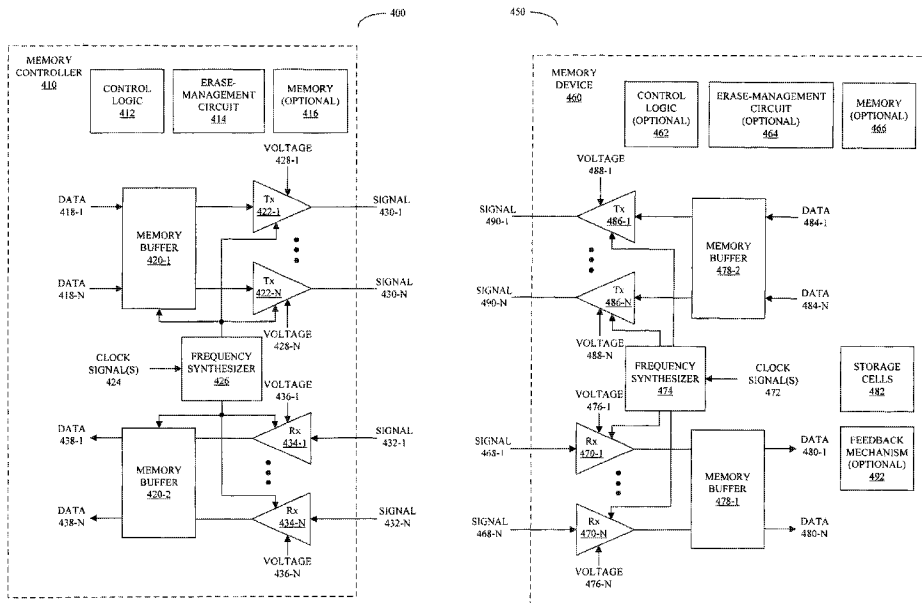 400
MEMORY
CONTROLLER
410
CONTROL
LOGIC
412
ERASE-
MANAGEMENT
CIRCUIT
414
MEMORY
(OPTIONAL)
416
VOLTAGE
428-1
DATA
418-1
MEMORY
BUFFER
420-1
Tx
422-1
SIGNAL
430-1
DATA
418-N
Tx
422-N
SIGNAL
430-N
VOLTAGE
428-N
CLOCK
SIGNAL(S)
424
FREQUENCY
SYNTHESIZER
426
VOLTAGE
436-1
DATA
438-1
MEMORY
BUFFER
420-2
Rx
434-1
SIGNAL
432-1
DATA
438-N
Rx
434-N
SIGNAL
432-N
VOLTAGE
436-N
450
MEMORY
DEVICE
460
CONTROL
LOGIC
(OPTIONAL)
462
ERASE-MANAGEMENT
CIRCUIT
(OPTIONAL)
464
MEMORY
(OPTIONAL)
466
VOLTAGE
488-1
SIGNAL
490-1
Tx
486-1
MEMORY
BUFFER
478-2
DATA
484-1
SIGNAL
490-N
Tx
486-N
DATA
484-N
VOLTAGE
488-N
FREQUENCY
SYNTHESIZER
474
CLOCK
SIGNAL(S)
472
STORAGE
CELLS
482
VOLTAGE
476-1
SIGNAL
468-1
Rx
470-1
MEMORY
BUFFER
478-1
DATA
480-1
FEEDBACK
MECHANISM
(OPTIONAL)
492
SIGNAL
468-N
Rx
470-N
DATA
480-N
VOLTAGE
476-N